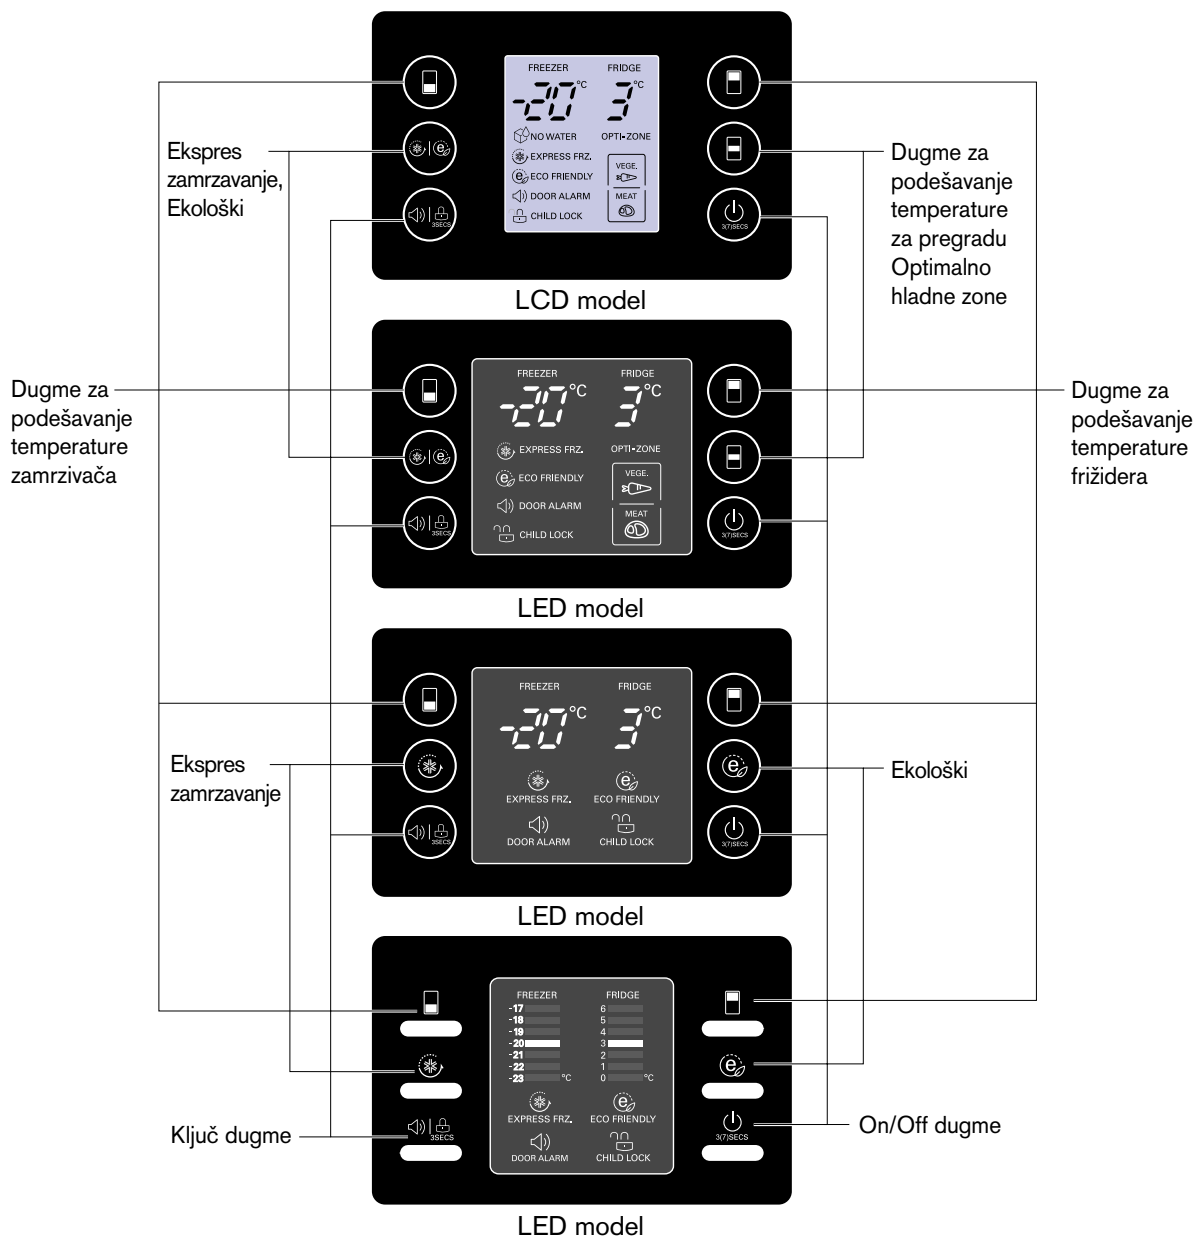 FREEZER FRIDGE
-20 °C 3 °C
NO WATER OPTI-ZONE
EXPRESS FRZ.
VEGE.
ECO FRIENDLY
DOOR ALARM
MEAT
CHILD LOCK
3SECS
3(7)SECS
LCD model
Ekspres
zamrzavanje,
Ekološki
Dugme za
podešavanje
temperature
za pregradu
Optimalno
hladne zone
FREEZER FRIDGE
-20 °C 3 °C
EXPRESS FRZ. OPTI-ZONE
VEGE.
ECO FRIENDLY
DOOR ALARM
MEAT
CHILD LOCK
3SECS
3(7)SECS
LED model
Dugme za
podešavanje
temperature
zamrzivača
Dugme za
podešavanje
temperature
frižidera
FREEZER FRIDGE
-20 °C 3 °C
EXPRESS FRZ. ECO FRIENDLY
DOOR ALARM CHILD LOCK
3SECS
3(7)SECS
LED model
Ekspres
zamrzavanje
Ekološki
FREEZER FRIDGE
-17 6
-18 5
-19 4
-20 3
-21 2
-22 1
-23 °C 0 °C
EXPRESS FRZ. ECO FRIENDLY
DOOR ALARM CHILD LOCK
3SECS
3(7)SECS
Ključ dugme
On/Off dugme
LED model